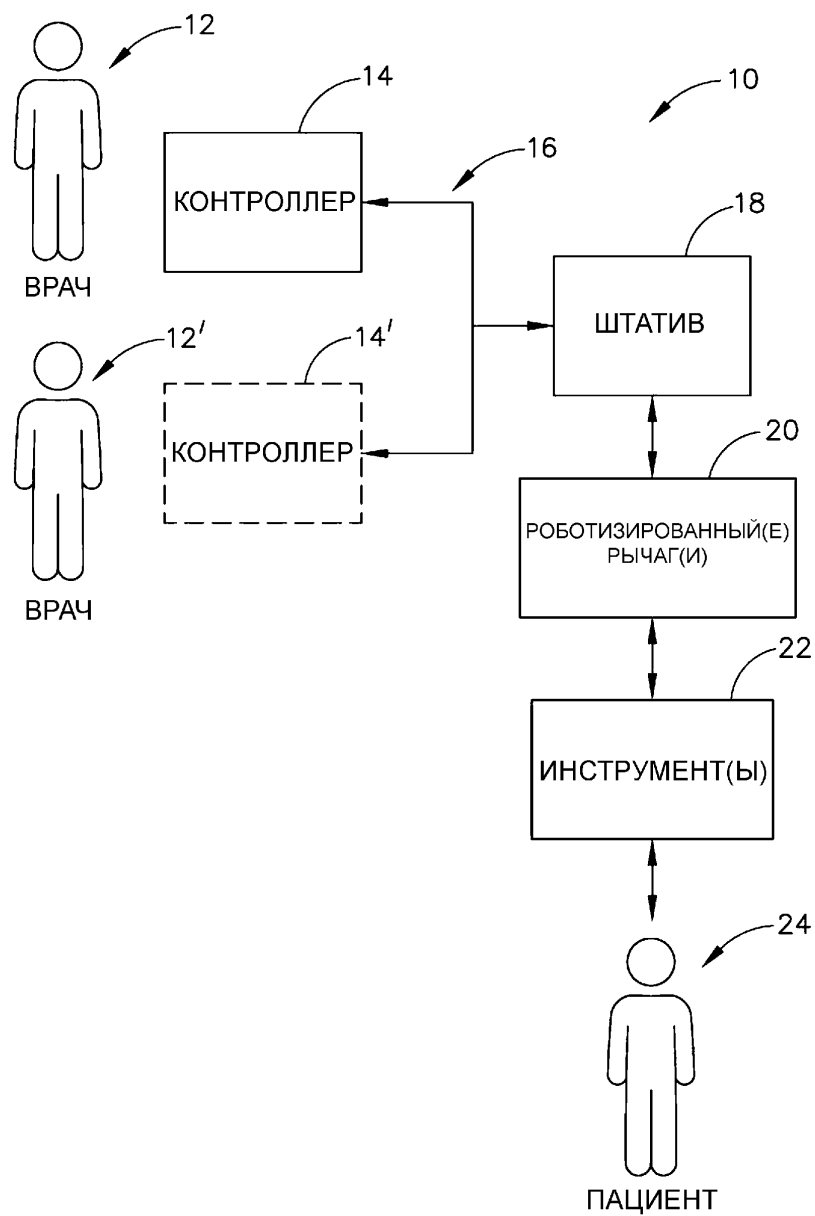 12
14
10
16
КОНТРОЛЛЕР
18
ВРАЧ
ШТАТИВ
12′
14′
КОНТРОЛЛЕР
20
РОБОТИЗИРОВАННЫЙ(Е)
РЫЧАГ(И)
ВРАЧ
22
ИНСТРУМЕНТ(Ы)
24
ПАЦИЕНТ